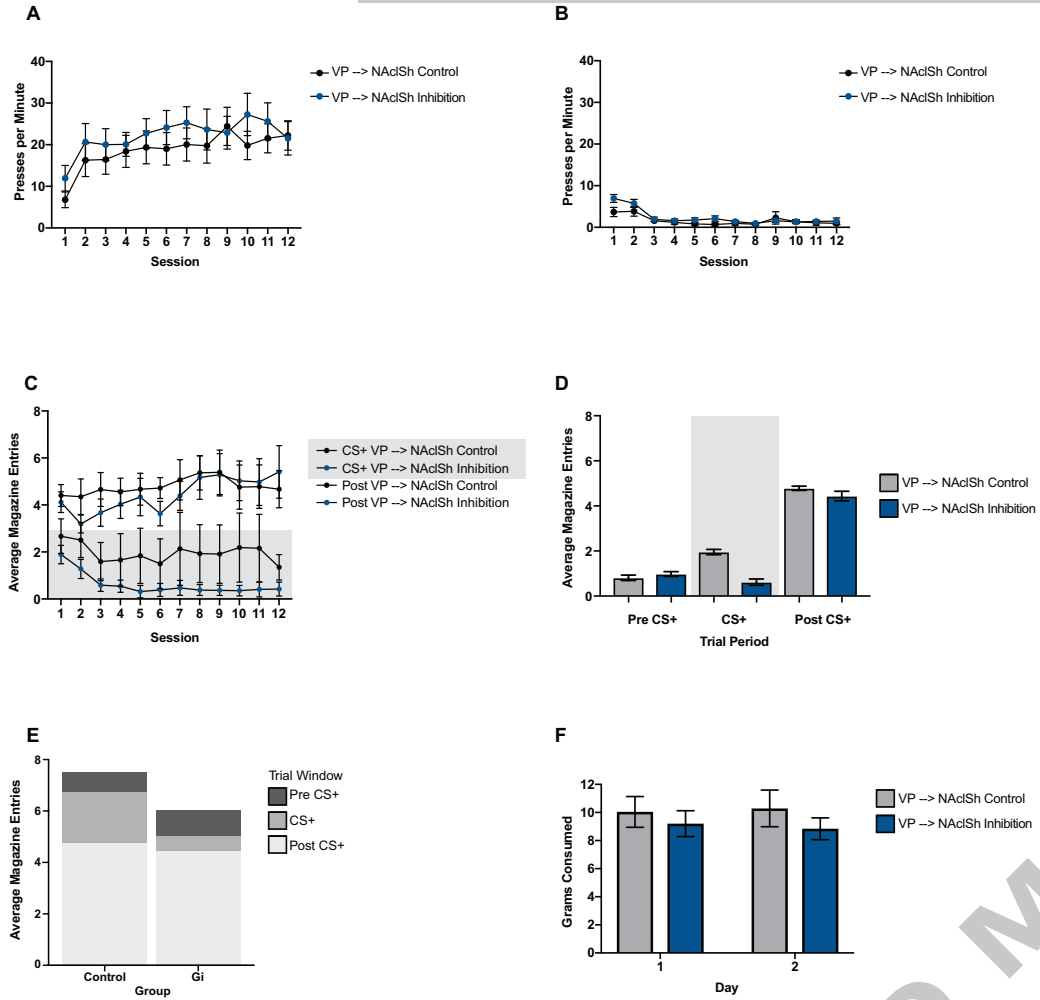 A
40
30
20
10
0
Presses per Minute
1 2 3 4 5 6 7 8 9 10 11 12
Session
VP --> NAclSh Control
VP --> NAclSh Inhibition
B
40
30
20
10
0
Presses per Minute
1 2 3 4 5 6 7 8 9 10 11 12
Session
VP --> NAclSh Control
VP --> NAclSh Inhibition
C
8
6
4
2
0
Average Magazine Entries
1 2 3 4 5 6 7 8 9 10 11 12
Session
CS+ VP --> NAclSh Control
CS+ VP --> NAclSh Inhibition
Post VP --> NAclSh Control
Post VP --> NAclSh Inhibition
D
8
6
4
2
0
Average Magazine Entries
Pre CS+ CS+ Post CS+
Trial Period
VP --> NAclSh Control
VP --> NAclSh Inhibition
E
8
6
4
2
0
Average Magazine Entries
Control Gi
Group
Trial Window
Pre CS+
CS+
Post CS+
F
12
10
8
6
4
2
0
Grams Consumed
1 2
Day
VP --> NAclSh Control
VP --> NAclSh Inhibition
M